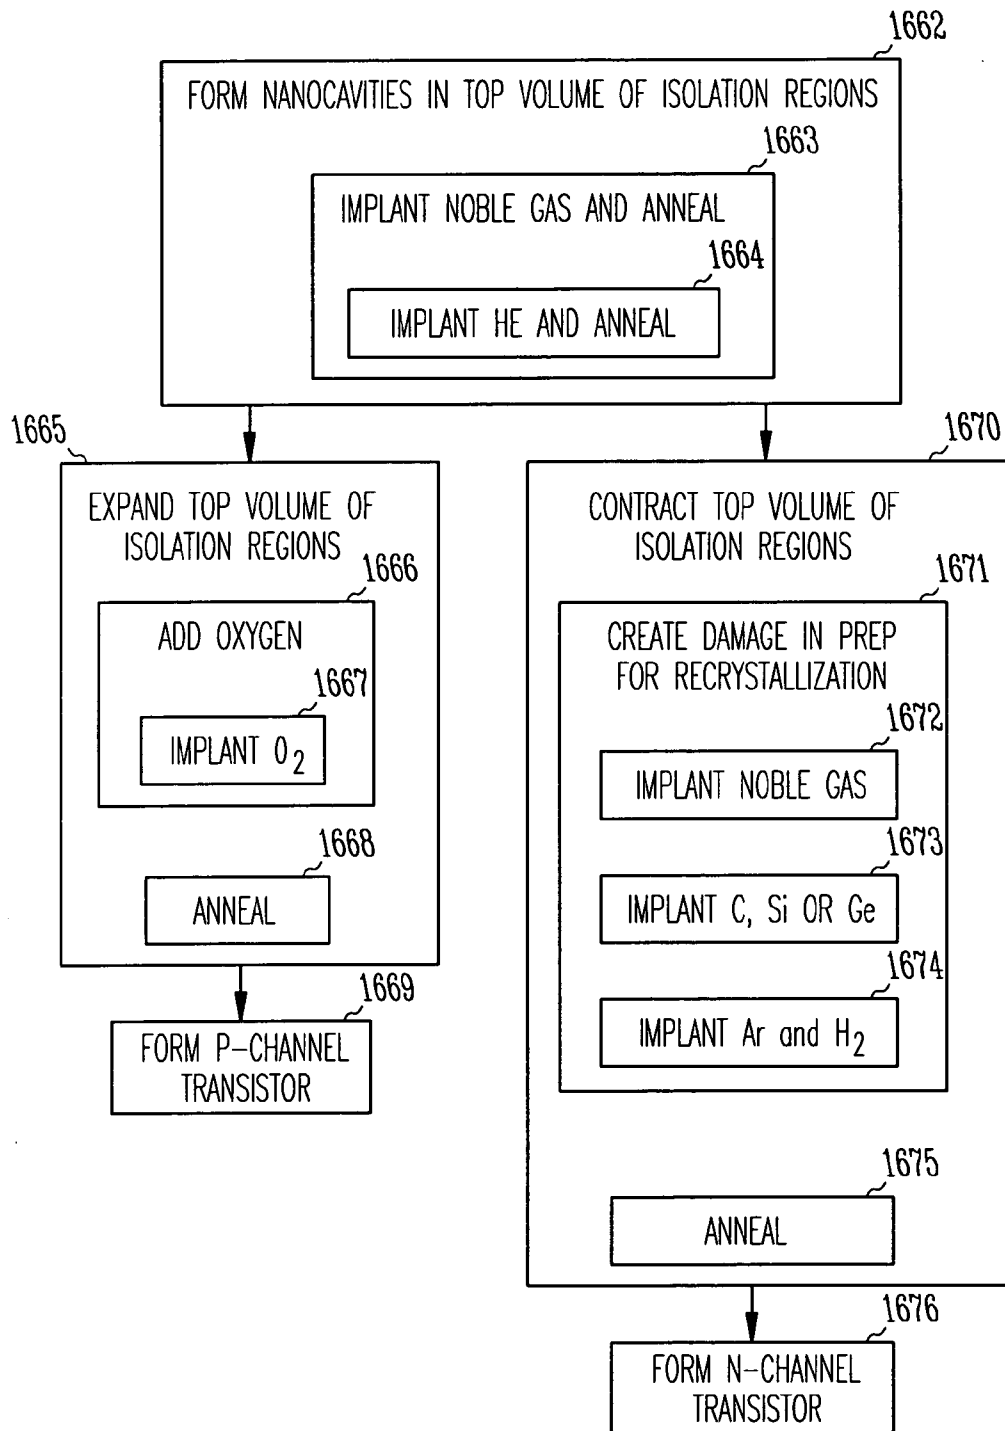 1662
FORM NANOCAVITIES IN TOP VOLUME OF ISOLATION REGIONS
1663
IMPLANT NOBLE GAS AND ANNEAL
1664
IMPLANT HE AND ANNEAL
1665
EXPAND TOP VOLUME OF
ISOLATION REGIONS
1666
ADD OXYGEN
1667
IMPLANT O2
1668
ANNEAL
1669
FORM P-CHANNEL
TRANSISTOR
1670
CONTRACT TOP VOLUME OF
ISOLATION REGIONS
1671
CREATE DAMAGE IN PREP
FOR RECRYSTALLIZATION
1672
IMPLANT NOBLE GAS
1673
IMPLANT C, Si OR Ge
1674
IMPLANT Ar and H2
1675
ANNEAL
1676
FORM N-CHANNEL
TRANSISTOR